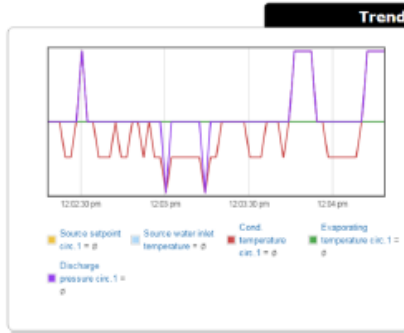 Trend
12:02:30 pm
12:03 pm
12:03:30 pm
12:04 pm
Source setpoint
circ.1 = ø
Source water inlet
temperature = ø
Cond.
temperature
circ.1 = ø
Evaporating
temperature circ.1 =
ø
Discharge
pressure circ.1 =
ø